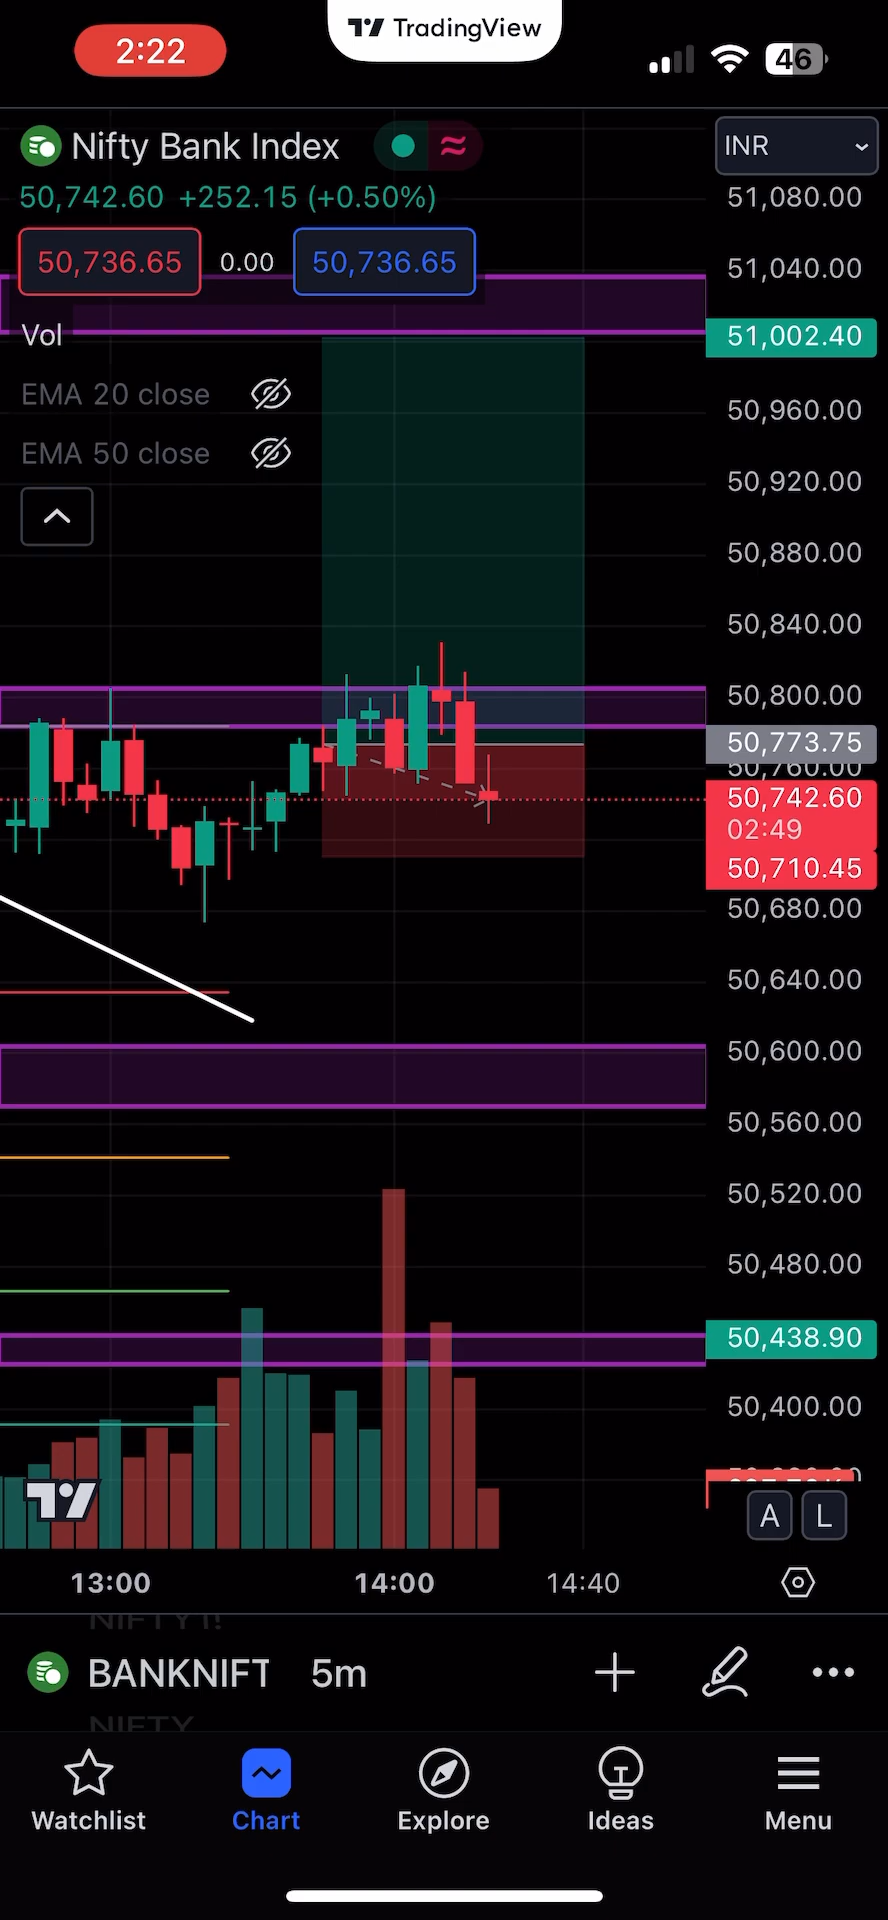 2:22
TradingView
46
Nifty Bank Index
INR
50,742.60 +252.15 (+0.50%)
51,080.00
50,736.65 0.00 50,736.65
51,040.00
Vol
51,002.40
EMA 20 close
50,960.00
EMA 50 close
50,920.00
50,880.00
50,840.00
50,800.00
50,773.75
50,760.00
50,742.60
02:49
50,710.45
50,680.00
50,640.00
50,600.00
50,560.00
50,520.00
50,480.00
50,438.90
50,400.00
A L
13:00 14:00 14:40
NIFTY1!
BANKNIFT 5m
NIFTY
Watchlist Chart Explore Ideas Menu